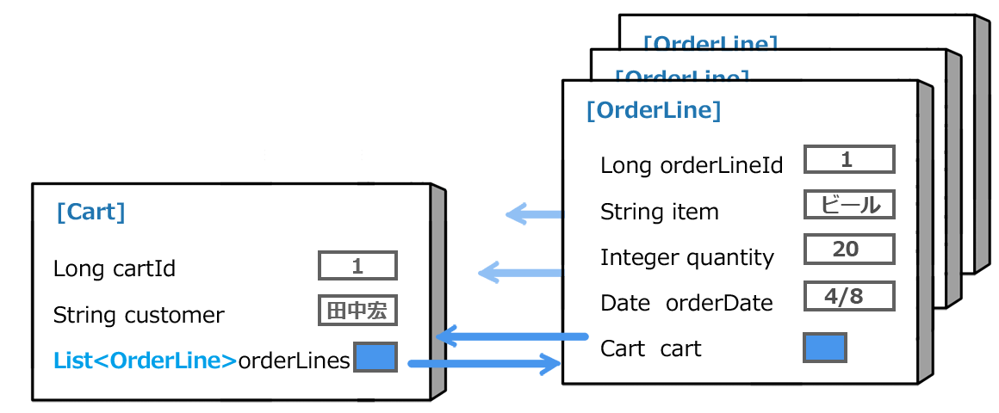 [OrderLine]
[OrderLine]
[OrderLine]
Long orderLineId 1
String item ビール
Integer quantity 20
Date orderDate 4/8
Cart cart
[Cart]
Long cartId 1
String customer 田中宏
List<OrderLine>orderLines